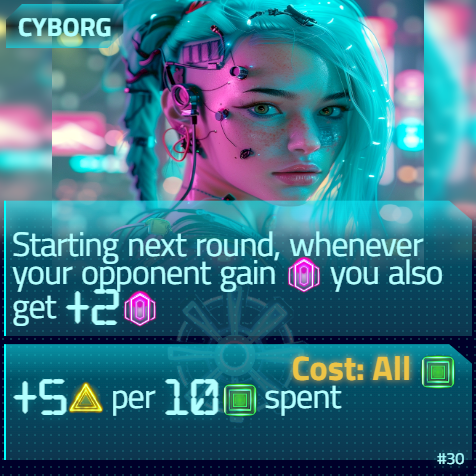 CYBORG
Starting next round, whenever
your opponent gain you also
get +2
Cost: All
+5 per 10 spent
#30